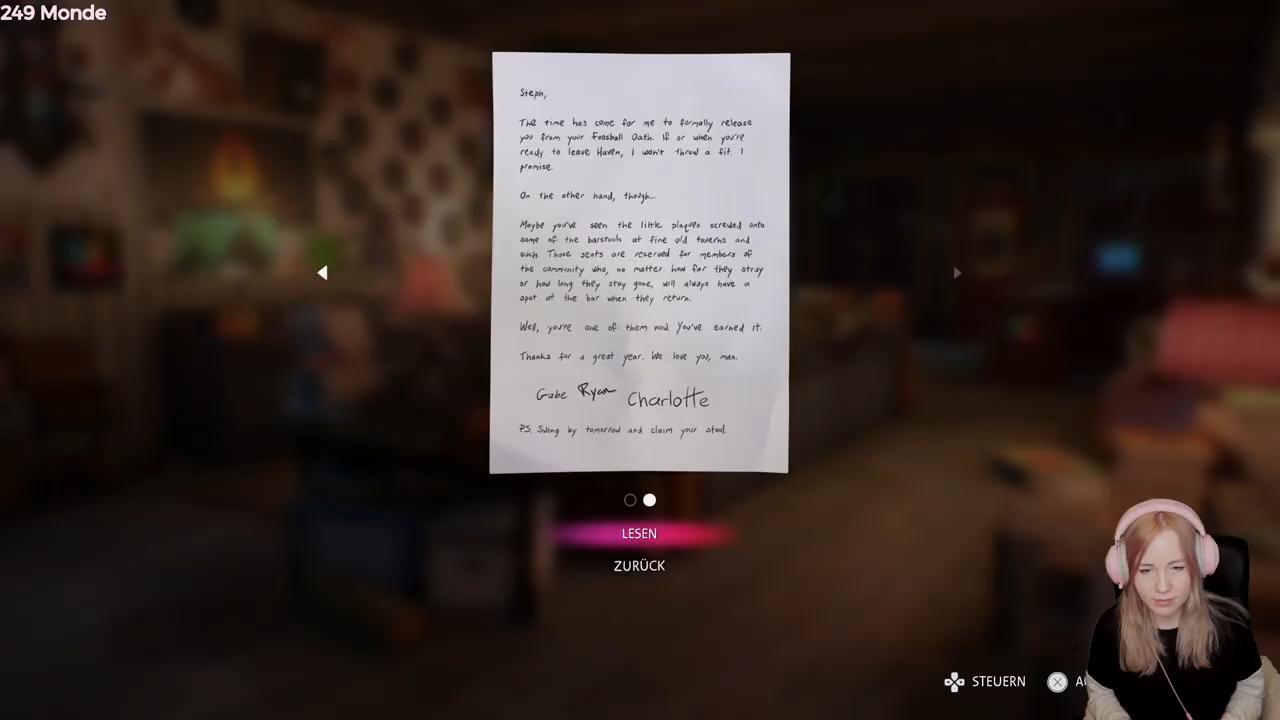 249 Monde
Steph,
The time has come for me to formally release
you from your Foosball Oath. If or when you're
ready to leave Haven, I won't throw a fit. I
promise.
On the other hand, though...
Maybe you've seen the little plaques screwed onto
some of the barstools at fine old taverns and
such. Those seats are reserved for members of
the community who, no matter how far they stray
or how long they stay gone, will always have a
spot at the bar when they return.
Well, you're one of them now. You've earned it.
Thanks for a great year. We love you, man.
Gabe Ryan Charlotte
P.S. Swing by tomorrow and claim your stool.
LESEN
ZURÜCK
STEUERN